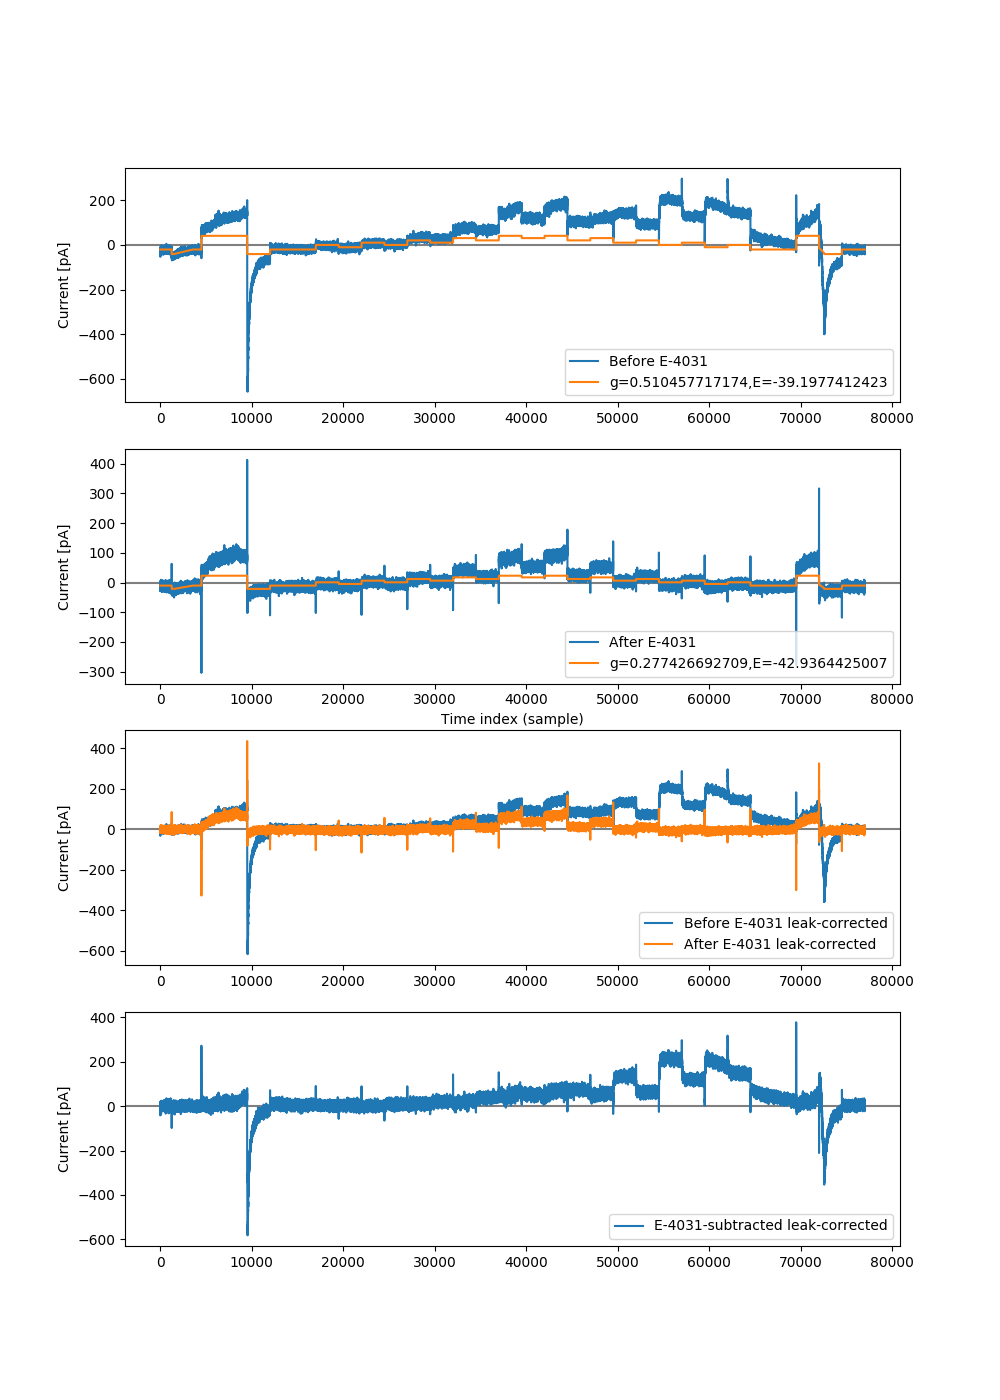 200
0
−200
−400
−600
Current [pA]
Before E-4031
g=0.510457717174,E=-39.1977412423
0 10000 20000 30000 40000 50000 60000 70000 80000
400
300
200
100
0
−100
−200
−300
Current [pA]
After E-4031
g=0.277426692709,E=-42.9364425007
0 10000 20000 30000 40000 50000 60000 70000 80000
Time index (sample)
400
200
0
−200
−400
−600
Current [pA]
Before E-4031 leak-corrected
After E-4031 leak-corrected
0 10000 20000 30000 40000 50000 60000 70000 80000
400
200
0
−200
−400
−600
Current [pA]
E-4031-subtracted leak-corrected
0 10000 20000 30000 40000 50000 60000 70000 80000